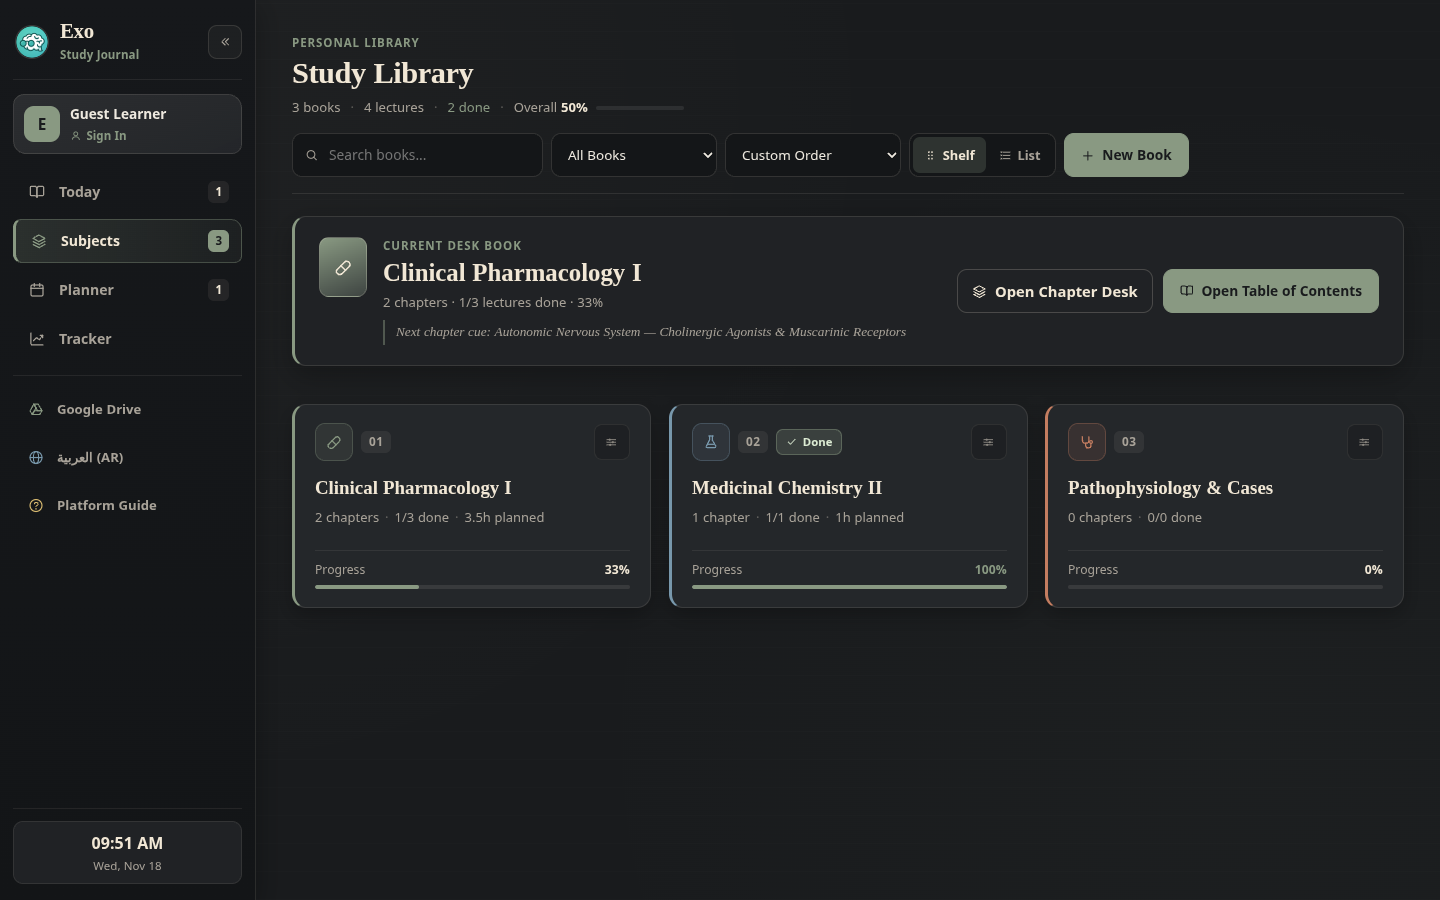 Exo
Study Journal
E
Guest Learner
Sign In
Today 1
Subjects 3
Planner 1
Tracker
Google Drive
العربية (AR)
Platform Guide
09:51 AM
Wed, Nov 18
PERSONAL LIBRARY
Study Library
3 books · 4 lectures · 2 done · Overall 50%
Search books...
All Books
Custom Order
Shelf
List
New Book
CURRENT DESK BOOK
Clinical Pharmacology I
2 chapters · 1/3 lectures done · 33%
Next chapter cue: Autonomic Nervous System — Cholinergic Agonists & Muscarinic Receptors
Open Chapter Desk
Open Table of Contents
01
Clinical Pharmacology I
2 chapters · 1/3 done · 3.5h planned
Progress 33%
02 Done
Medicinal Chemistry II
1 chapter · 1/1 done · 1h planned
Progress 100%
03
Pathophysiology & Cases
0 chapters · 0/0 done
Progress 0%